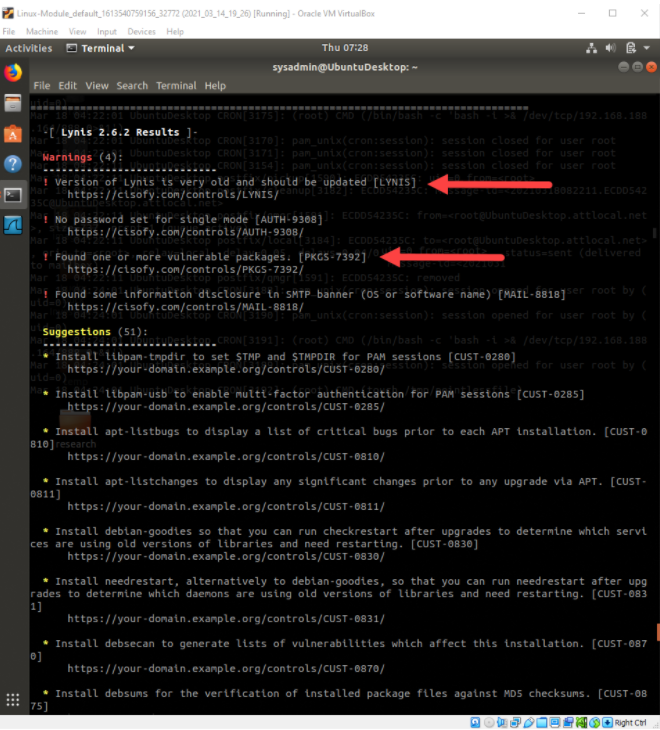 Linux-Module_default_1613540759156_32772 (2021_03_14_19_26) [Running] - Oracle VM VirtualBox
File Machine View Input Devices Help
Activities Terminal Thu 07:28
sysadmin@UbuntuDesktop: ~
File Edit View Search Terminal Help
================================================================================
-[ Lynis 2.6.2 Results ]-
Warnings (4):
----------------------------
! Version of Lynis is very old and should be updated [LYNIS]
https://cisofy.com/controls/LYNIS/
! No password set for single mode [AUTH-9308]
https://cisofy.com/controls/AUTH-9308/
! Found one or more vulnerable packages. [PKGS-7392]
https://cisofy.com/controls/PKGS-7392/
! Found some information disclosure in SMTP banner (OS or software name) [MAIL-8818]
https://cisofy.com/controls/MAIL-8818/
Suggestions (51):
----------------------------
* Install libpam-tmpdir to set $TMP and $TMPDIR for PAM sessions [CUST-0280]
https://your-domain.example.org/controls/CUST-0280/
* Install libpam-usb to enable multi-factor authentication for PAM sessions [CUST-0285]
https://your-domain.example.org/controls/CUST-0285/
* Install apt-listbugs to display a list of critical bugs prior to each APT installation. [CUST-0
810]
research
https://your-domain.example.org/controls/CUST-0810/
* Install apt-listchanges to display any significant changes prior to any upgrade via APT. [CUST-
0811]
https://your-domain.example.org/controls/CUST-0811/
* Install debian-goodies so that you can run checkrestart after upgrades to determine which servi
ces are using old versions of libraries and need restarting. [CUST-0830]
https://your-domain.example.org/controls/CUST-0830/
* Install needrestart, alternatively to debian-goodies, so that you can run needrestart after upg
rades to determine which daemons are using old versions of libraries and need restarting. [CUST-083
1]
https://your-domain.example.org/controls/CUST-0831/
* Install debsecan to generate lists of vulnerabilities which affect this installation. [CUST-087
0]
https://your-domain.example.org/controls/CUST-0870/
* Install debsums for the verification of installed package files against MD5 checksums. [CUST-08
75]
Right Ctrl